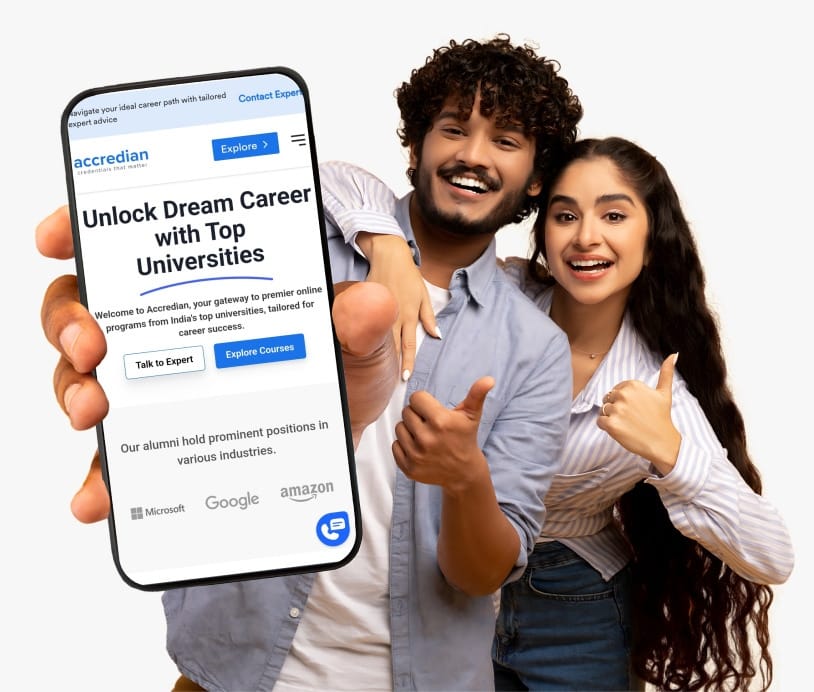 Navigate your ideal career path with tailored
expert advice
Contact Expert
accredian
credentials that matter
Explore
Unlock Dream Career
with Top
Universities
Welcome to Accredian, your gateway to premier online
programs from India's top universities, tailored for
career success.
Talk to Expert
Explore Courses
Our alumni hold prominent positions in
various industries.
Microsoft
Google
amazon